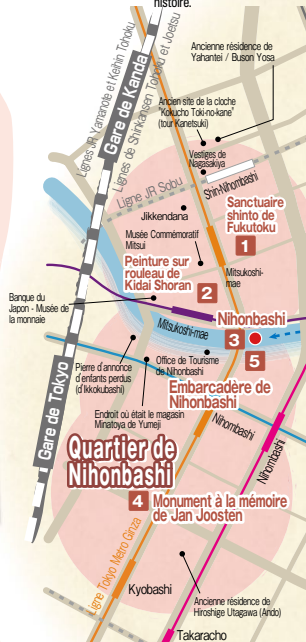 histoire.
Ancienne résidence de
Yahantei / Buson Yosa
Lignes JR Yamanote et Keihin Tohoku
Gare de Kanda
Lignes de Shinkansen Tohoku et Joetsu
Ancien site de la cloche
"Kokucho Toki-no-kane"
(tour Kanetsuki)
Vestiges de
Nagasakiya
Shin-Nihombashi
Ligne JR Sobu
Sanctuaire
shinto de
Fukutoku
1
Jikkendana
Musée Commémoratif
Mitsui
Peinture sur
rouleau de
Kidai Shoran
2
Mitsukoshi-
mae
Banque du
Japon - Musée de
la monnaie
Mitsukoshi-mae
Nihonbashi
3
5
Pierre d'annonce
d'enfants perdus
(d'Ikkokubashi)
Office de Tourisme
de Nihonbashi
Embarcadère de
Nihonbashi
Endroit où était le magasin
Minatoya de Yumeji
Gare de Tokyo
Nihombashi
Nihombashi
Quartier de
Nihonbashi
4
Monument à la mémoire
de Jan Joosten
Ligne Tokyo Metro Ginza
Kyobashi
Ancienne résidence de
Hiroshige Utagawa (Ando)
Takaracho